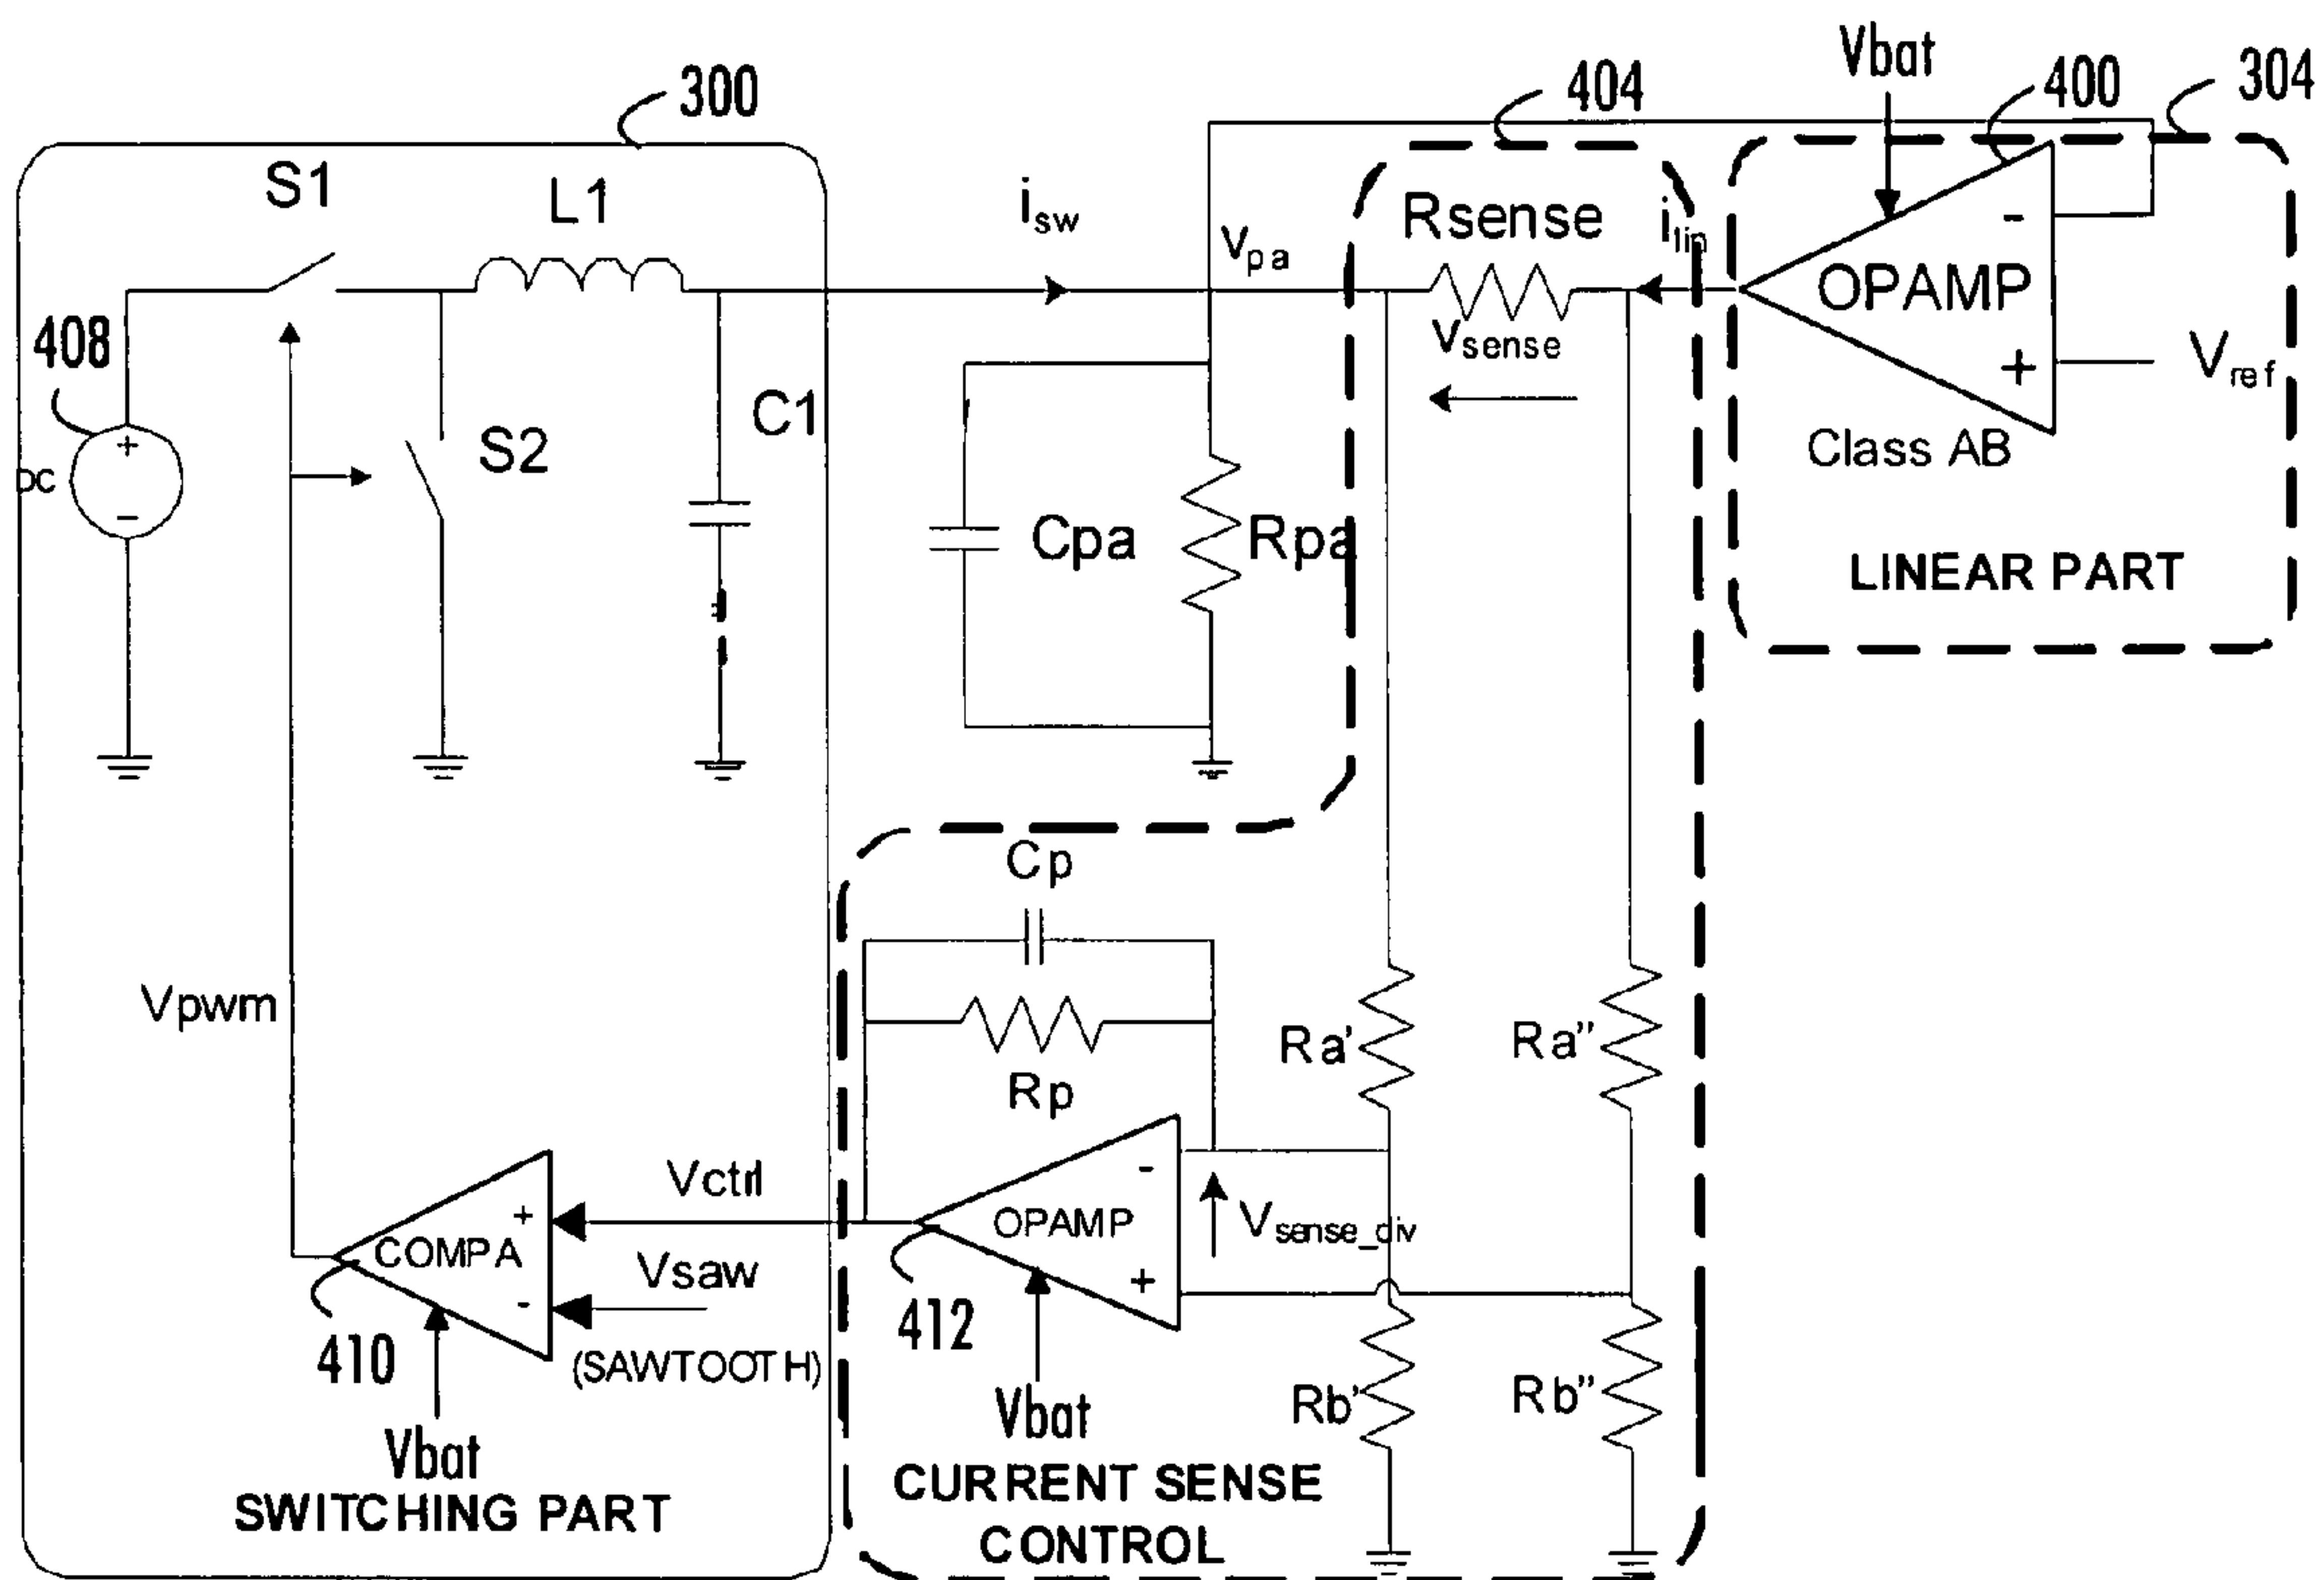 300
404
Vbat
400
304
S1
L1
isw
Vpa
Rsense
ilin
-
OPAMP
+
Vref
Class AB
LINEAR PART
408
+
DC
-
S2
C1
Vsense
Cpa
Rpa
Cp
Rp
Ra'
Ra"
Vpwm
Vctrl
+
COMPA
-
Vsaw
(SAWTOOTH)
-
OPAMP
+
Vsense_div
410
412
Rb'
Rb"
Vbat
SWITCHING PART
Vbat
CURRENT SENSE
CONTROL